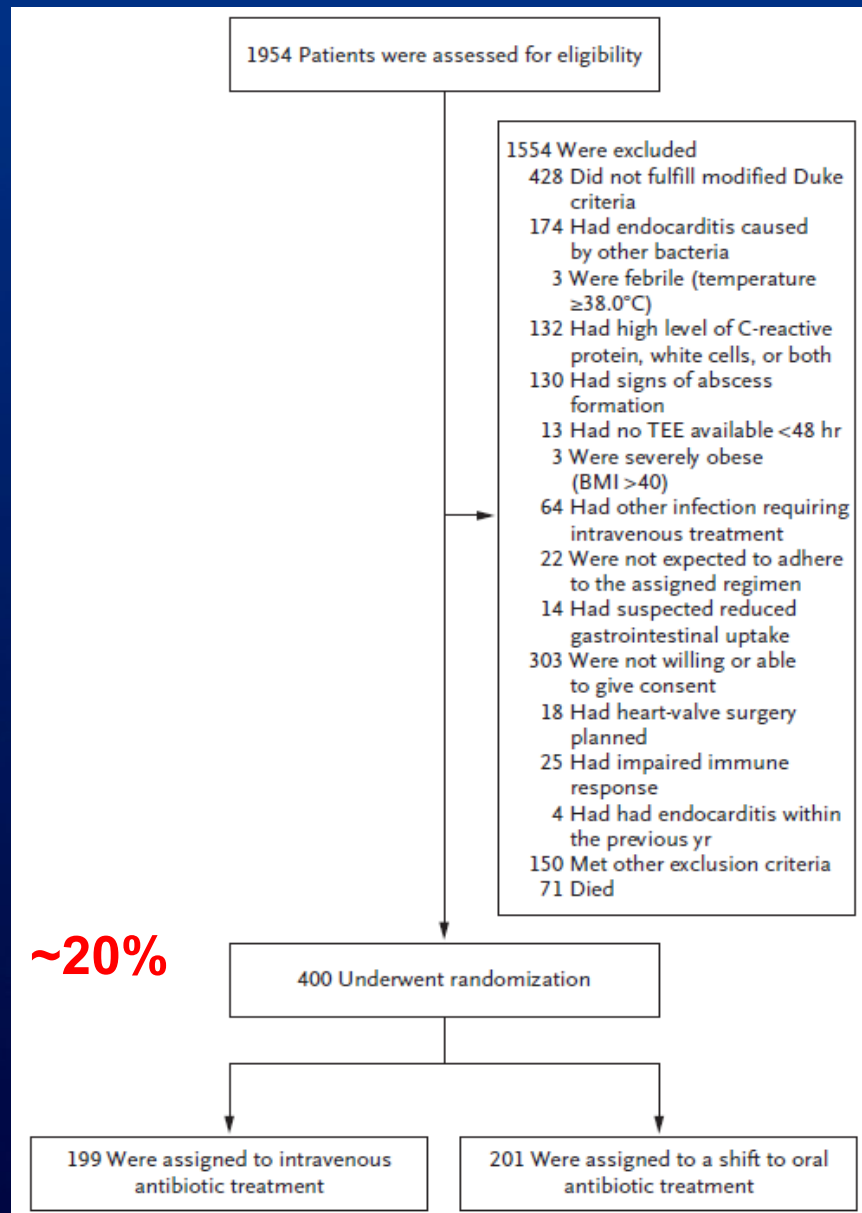 1954 Patients were assessed for eligibility
1554 Were excluded
428 Did not fulfill modified Duke
criteria
174 Had endocarditis caused
by other bacteria
3 Were febrile (temperature
≥38.0°C)
132 Had high level of C-reactive
protein, white cells, or both
130 Had signs of abscess
formation
13 Had no TEE available <48 hr
3 Were severely obese
(BMI >40)
64 Had other infection requiring
intravenous treatment
22 Were not expected to adhere
to the assigned regimen
14 Had suspected reduced
gastrointestinal uptake
303 Were not willing or able
to give consent
18 Had heart-valve surgery
planned
25 Had impaired immune
response
4 Had had endocarditis within
the previous yr
150 Met other exclusion criteria
71 Died
~20%
400 Underwent randomization
199 Were assigned to intravenous
antibiotic treatment
201 Were assigned to a shift to oral
antibiotic treatment